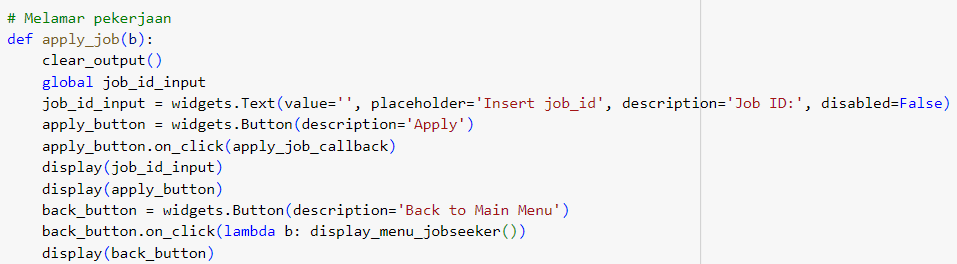 # Melamar pekerjaan
def apply_job(b):
    clear_output()
    global job_id_input
    job_id_input = widgets.Text(value='', placeholder='Insert job_id', description='Job ID:', disabled=False)
    apply_button = widgets.Button(description='Apply')
    apply_button.on_click(apply_job_callback)
    display(job_id_input)
    display(apply_button)
    back_button = widgets.Button(description='Back to Main Menu')
    back_button.on_click(lambda b: display_menu_jobseeker())
    display(back_button)